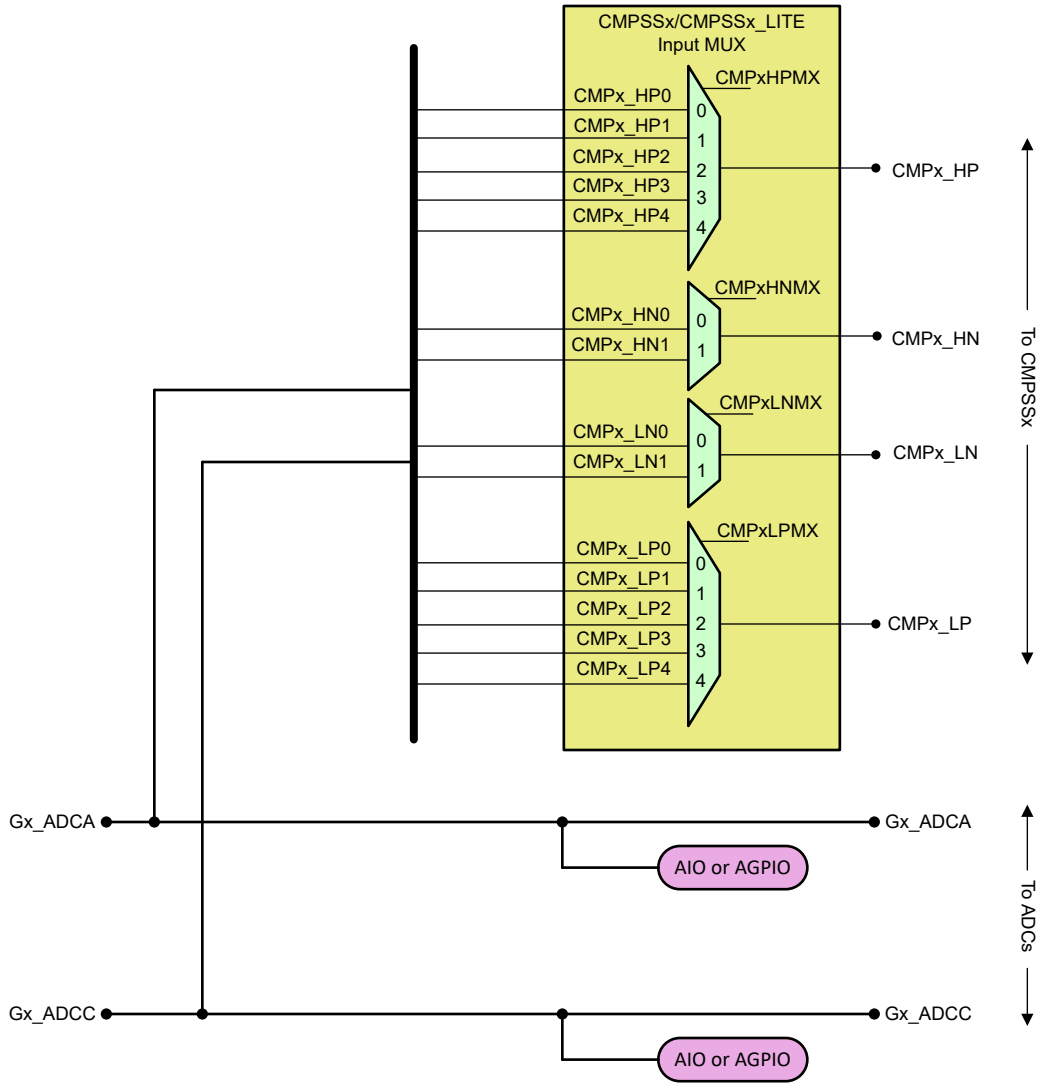 CMPSSx/CMPSSx_LITE
Input MUX
CMPxHPMX
CMPx_HP0
0
CMPx_HP1
1
CMPx_HP2
2
CMPx_HP
CMPx_HP3
3
CMPx_HP4
4
CMPxHNMX
CMPx_HN0
0
CMPx_HN1
1
CMPx_HN
To CMPSSx
CMPxLNMX
CMPx_LN0
0
CMPx_LN1
1
CMPx_LN
CMPxLPMX
CMPx_LP0
0
CMPx_LP1
1
CMPx_LP2
2
CMPx_LP
CMPx_LP3
3
CMPx_LP4
4
Gx_ADCA
Gx_ADCA
AIO or AGPIO
To ADCs
Gx_ADCC
Gx_ADCC
AIO or AGPIO